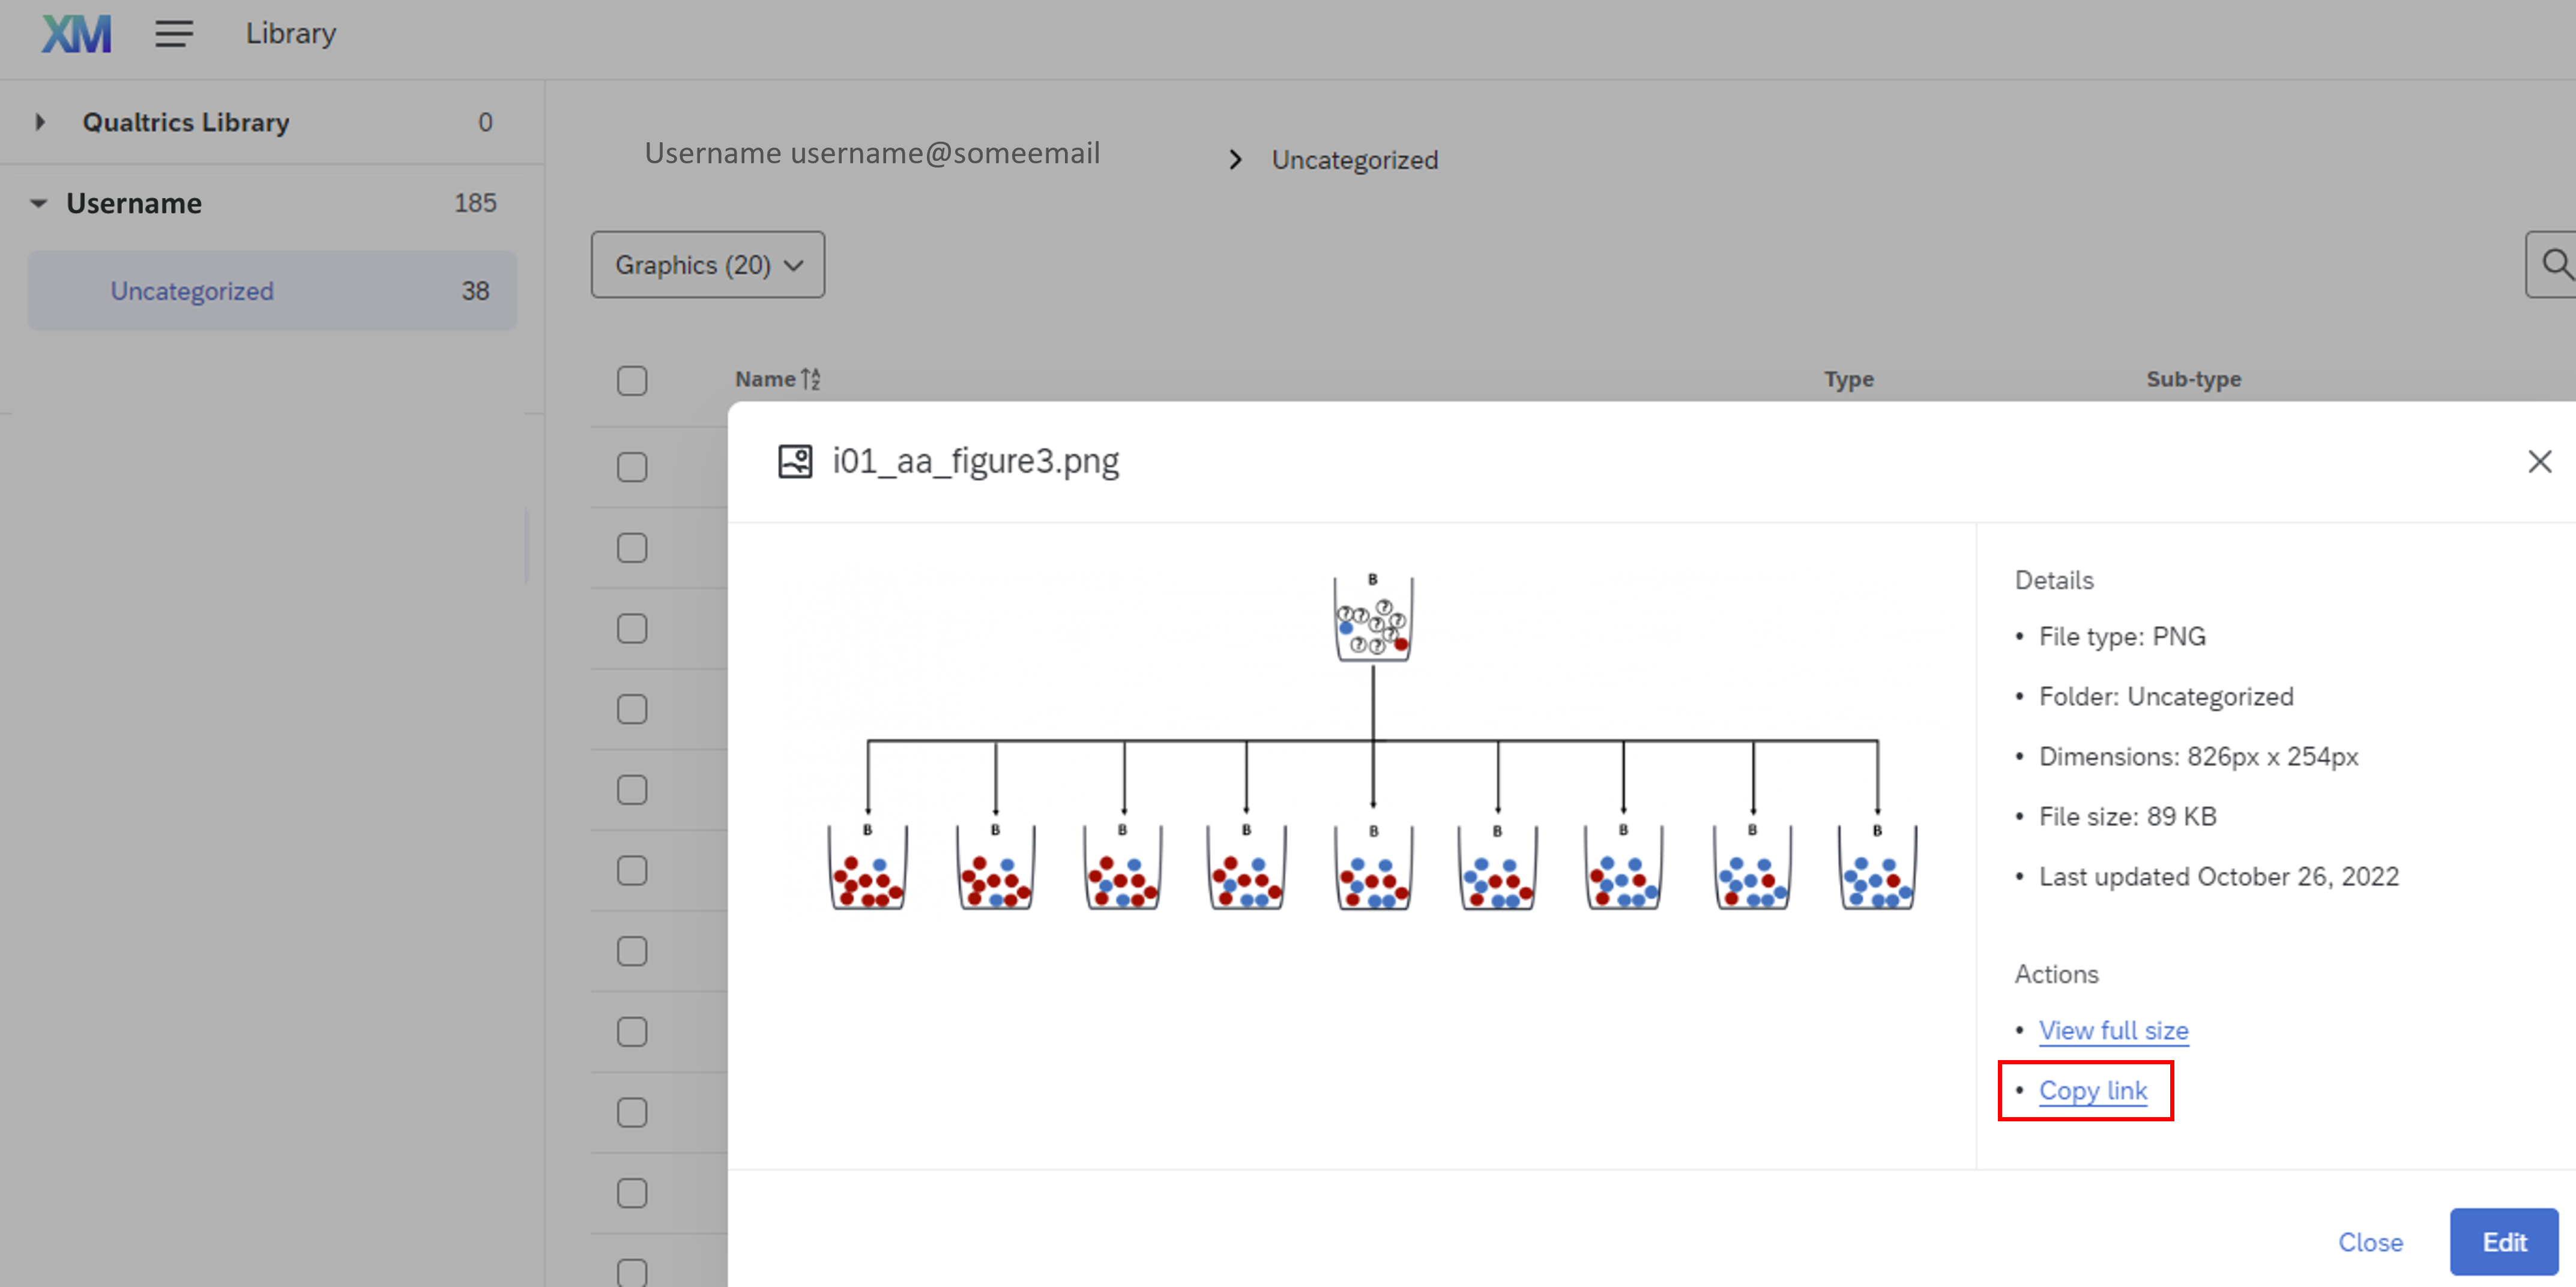 XM Library
Qualtrics Library 0
Username 185
Uncategorized 38
Username username@someemail > Uncategorized
Graphics (20)
Name Type Sub-type
i01_aa_figure3.png
B
? ? ? ? ? ? ? ?
B B B B B B B B B
Details
• File type: PNG
• Folder: Uncategorized
• Dimensions: 826px x 254px
• File size: 89 KB
• Last updated October 26, 2022
Actions
• View full size
• Copy link
Close Edit